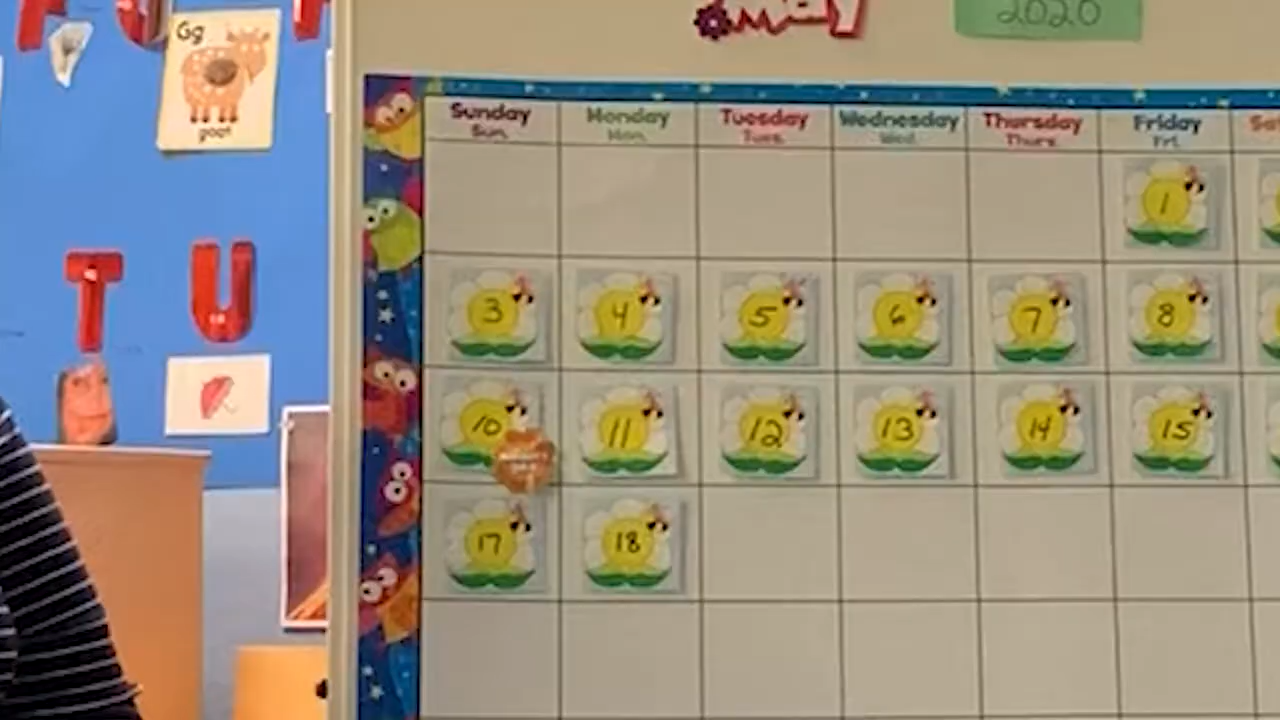 Gg
goat
T
U
2020
Sunday Monday Tuesday Wednesday Thursday Friday
Sun. Mon. Tues. Wed. Thurs. Fri.
1
3 4 5 6 7 8
10 11 12 13 14 15
17 18